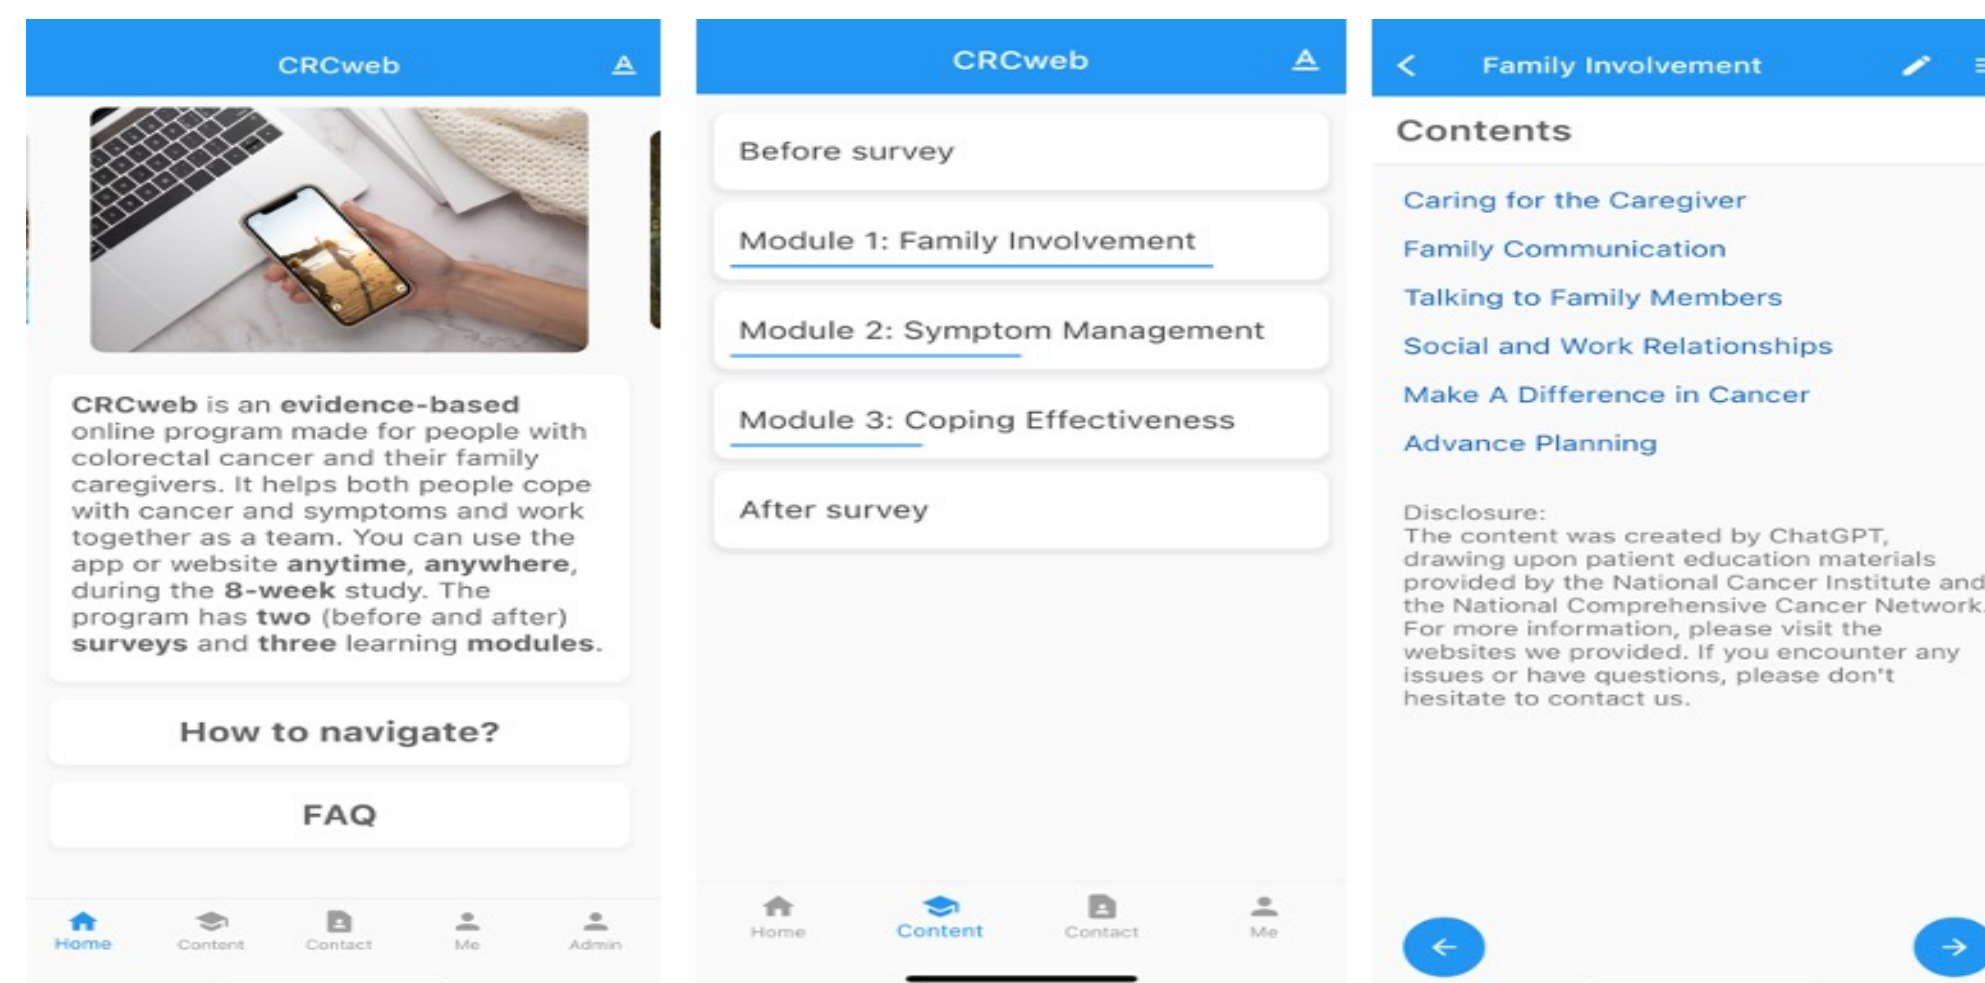 CRCweb
A
CRCweb is an evidence-based
online program made for people with
colorectal cancer and their family
caregivers. It helps both people cope
with cancer and symptoms and work
together as a team. You can use the
app or website anytime, anywhere,
during the 8-week study. The
program has two (before and after)
surveys and three learning modules.
How to navigate?
FAQ
Home
Content
Contact
Me
Admin
CRCweb
A
Before survey
Module 1: Family Involvement
Module 2: Symptom Management
Module 3: Coping Effectiveness
After survey
Home
Content
Contact
Me
Family Involvement
Contents
Caring for the Caregiver
Family Communication
Talking to Family Members
Social and Work Relationships
Make A Difference in Cancer
Advance Planning
Disclosure:
The content was created by ChatGPT,
drawing upon patient education materials
provided by the National Cancer Institute and
the National Comprehensive Cancer Network.
For more information, please visit the
websites we provided. If you encounter any
issues or have questions, please don't
hesitate to contact us.